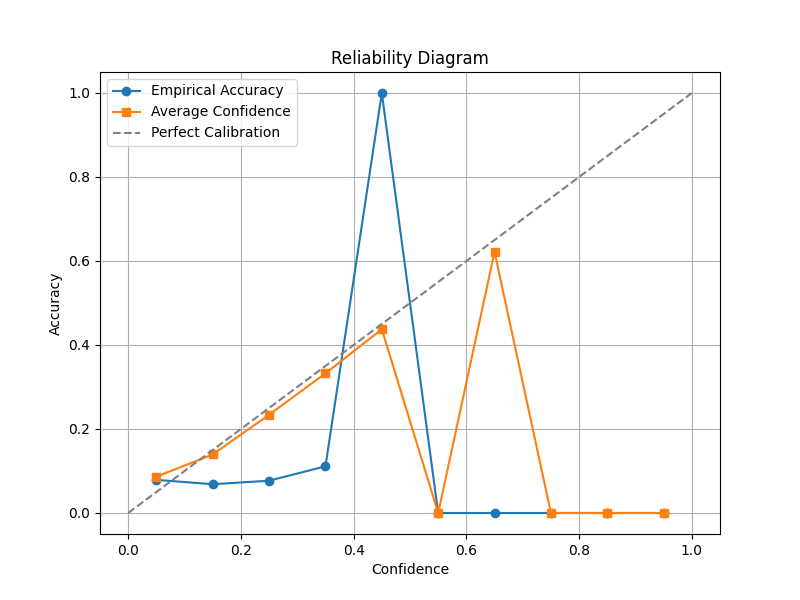 Reliability Diagram
Empirical Accuracy
Average Confidence
Perfect Calibration
1.0
0.8
0.6
0.4
0.2
0.0
Accuracy
0.0 0.2 0.4 0.6 0.8 1.0
Confidence